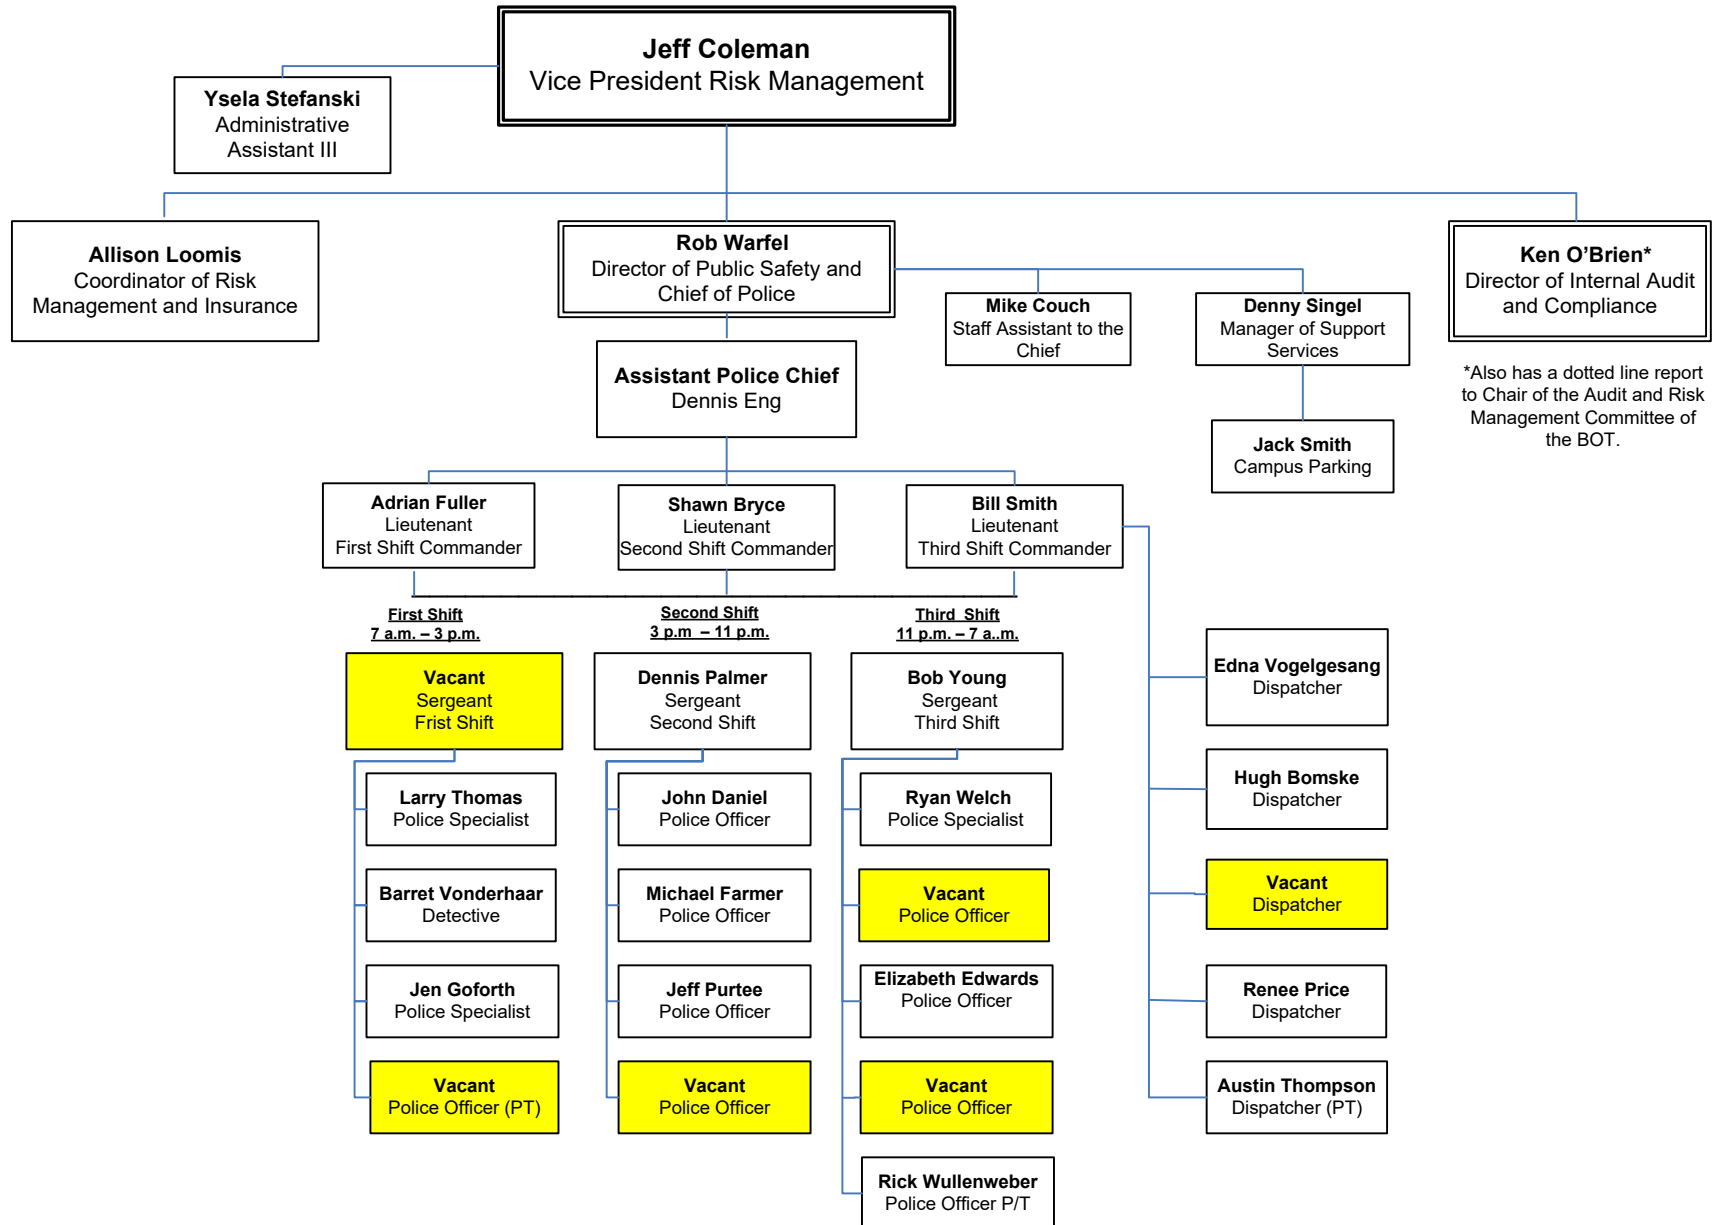 Jeff Coleman
Vice President Risk Management
Ysela Stefanski
Administrative
Assistant III
Allison Loomis
Coordinator of Risk
Management and Insurance
Rob Warfel
Director of Public Safety and
Chief of Police
Mike Couch
Staff Assistant to the
Chief
Denny Singel
Manager of Support
Services
Ken O’Brien*
Director of Internal Audit
and Compliance
*Also has a dotted line report
to Chair of the Audit and Risk
Management Committee of
the BOT.
Assistant Police Chief
Dennis Eng
Jack Smith
Campus Parking
Adrian Fuller
Lieutenant
First Shift Commander
Shawn Bryce
Lieutenant
Second Shift Commander
Bill Smith
Lieutenant
Third Shift Commander
First Shift
7 a.m. – 3 p.m.
Second Shift
3 p.m – 11 p.m.
Third Shift
11 p.m. – 7 a..m.
Vacant
Sergeant
Frist Shift
Larry Thomas
Police Specialist
Barret Vonderhaar
Detective
Jen Goforth
Police Specialist
Vacant
Police Officer (PT)
Dennis Palmer
Sergeant
Second Shift
John Daniel
Police Officer
Michael Farmer
Police Officer
Jeff Purtee
Police Officer
Vacant
Police Officer
Bob Young
Sergeant
Third Shift
Ryan Welch
Police Specialist
Vacant
Police Officer
Elizabeth Edwards
Police Officer
Vacant
Police Officer
Rick Wullenweber
Police Officer P/T
Edna Vogelgesang
Dispatcher
Hugh Bomske
Dispatcher
Vacant
Dispatcher
Renee Price
Dispatcher
Austin Thompson
Dispatcher (PT)